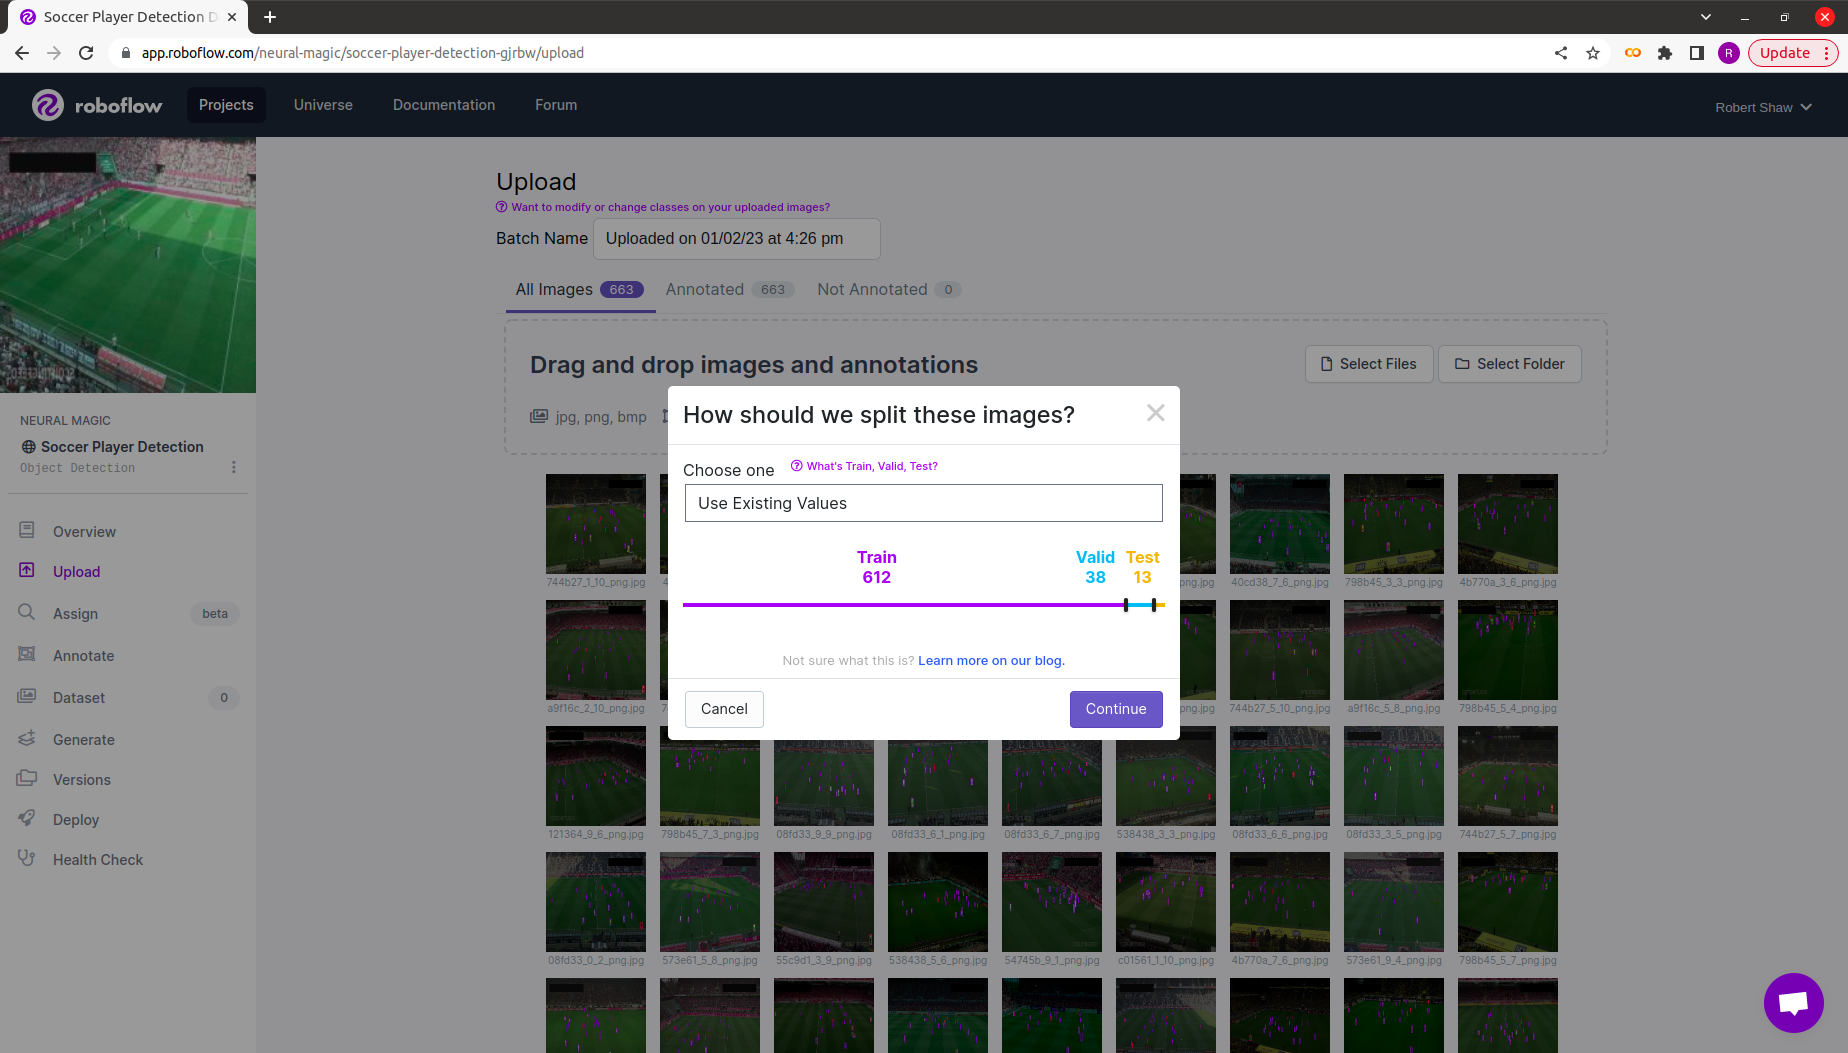 Soccer Player Detection D
app.roboflow.com/neural-magic/soccer-player-detection-gjrbw/upload
R
Update
roboflow
Projects
Universe
Documentation
Forum
Robert Shaw
Upload
Want to modify or change classes on your uploaded images?
Batch Name
Uploaded on 01/02/23 at 4:26 pm
All Images 663
Annotated 663
Not Annotated 0
Drag and drop images and annotations
Select Files
Select Folder
jpg, png, bmp
NEURAL MAGIC
Soccer Player Detection
Object Detection
Overview
Upload
Assign beta
Annotate
Dataset 0
Generate
Versions
Deploy
Health Check
How should we split these images?
Choose one
What's Train, Valid, Test?
Use Existing Values
Train Valid Test
612 38 13
Not sure what this is? Learn more on our blog.
Cancel
Continue
744b27_1_10_png.jpg
40cd38_7_6_png.jpg
798b45_3_3_png.jpg
4b770a_3_6_png.jpg
a9f16c_2_10_png.jpg
744b27_5_10_png.jpg
a9f16c_5_8_png.jpg
798b45_5_4_png.jpg
121364_9_6_png.jpg
798b45_7_3_png.jpg
08fd33_9_9_png.jpg
08fd33_6_1_png.jpg
08fd33_6_7_png.jpg
538438_3_3_png.jpg
08fd33_6_6_png.jpg
08fd33_3_5_png.jpg
744b27_5_7_png.jpg
08fd33_0_2_png.jpg
573e61_5_8_png.jpg
55c9d1_3_9_png.jpg
538438_5_6_png.jpg
54745b_9_1_png.jpg
c01561_1_10_png.jpg
4b770a_7_6_png.jpg
573e61_9_4_png.jpg
798b45_5_7_png.jpg